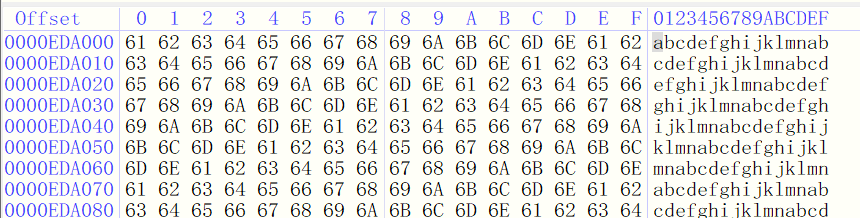 Offset 0 1 2 3 4 5 6 7 8 9 A B C D E F 0123456789ABCDEF
0000EDA000 61 62 63 64 65 66 67 68 69 6A 6B 6C 6D 6E 61 62 abcdefghijklmnab
0000EDA010 63 64 65 66 67 68 69 6A 6B 6C 6D 6E 61 62 63 64 cdefghijklmnabcd
0000EDA020 65 66 67 68 69 6A 6B 6C 6D 6E 61 62 63 64 65 66 efghijklmnabcdef
0000EDA030 67 68 69 6A 6B 6C 6D 6E 61 62 63 64 65 66 67 68 ghijklmnabcdefgh
0000EDA040 69 6A 6B 6C 6D 6E 61 62 63 64 65 66 67 68 69 6A ijklmnabcdefghij
0000EDA050 6B 6C 6D 6E 61 62 63 64 65 66 67 68 69 6A 6B 6C klmnabcdefghijkl
0000EDA060 6D 6E 61 62 63 64 65 66 67 68 69 6A 6B 6C 6D 6E mnabcdefghijklmn
0000EDA070 61 62 63 64 65 66 67 68 69 6A 6B 6C 6D 6E 61 62 abcdefghijklmnab
0000EDA080 63 64 65 66 67 68 69 6A 6B 6C 6D 6E 61 62 63 64 cdefghijklmnabcd